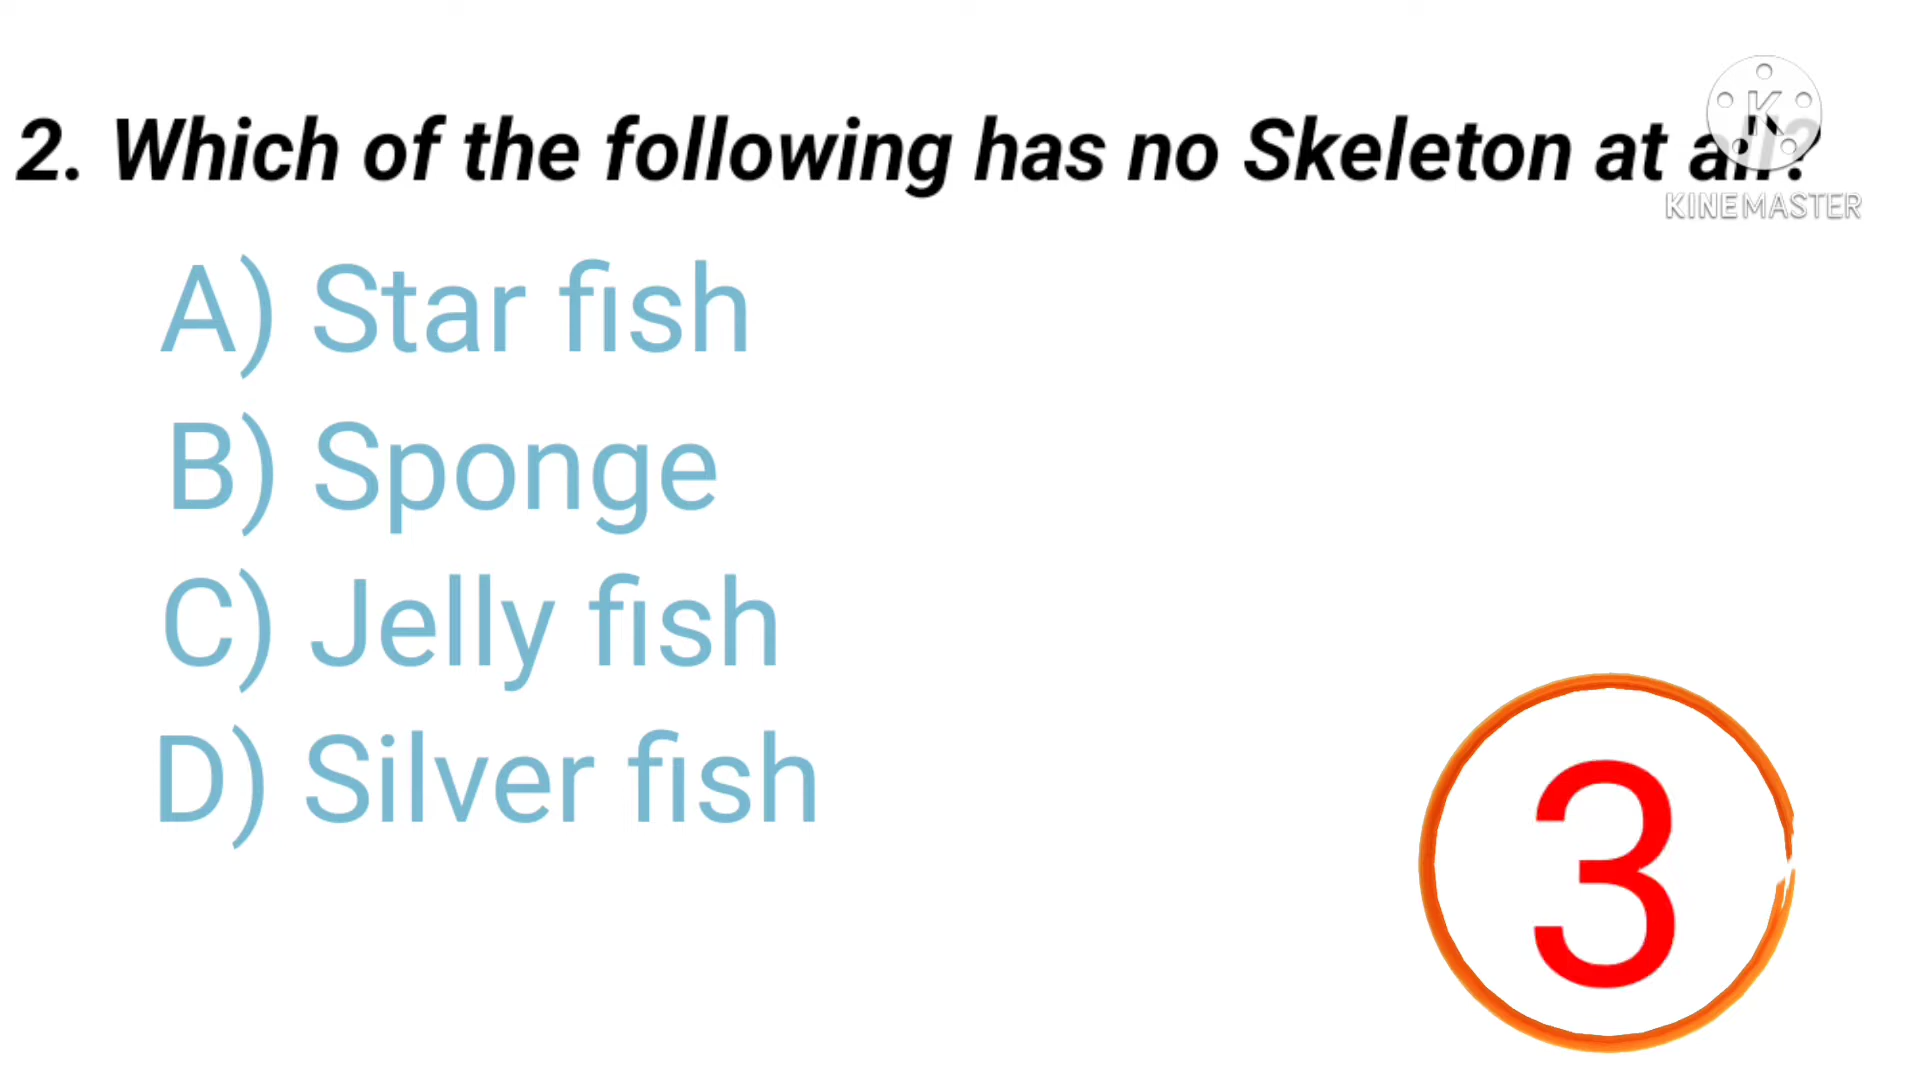 2. Which of the following has no Skeleton at all?
KINEMASTER
A) Star fish
B) Sponge
C) Jelly fish
D) Silver fish
3